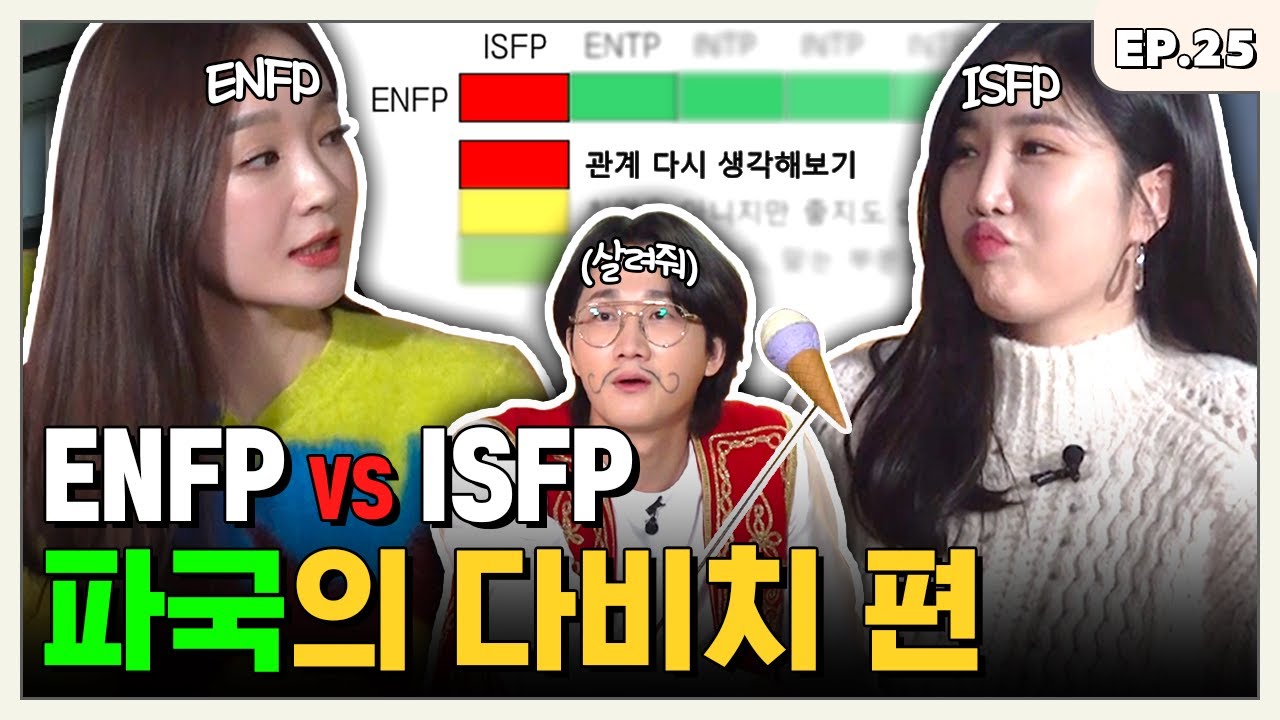 EP.25
ISFP ENTP INTP INTP
ENFP
ENFP
ISFP
관계 다시 생각해보기
(살려줘)
ENFP vs ISFP
파국의 다비치 편